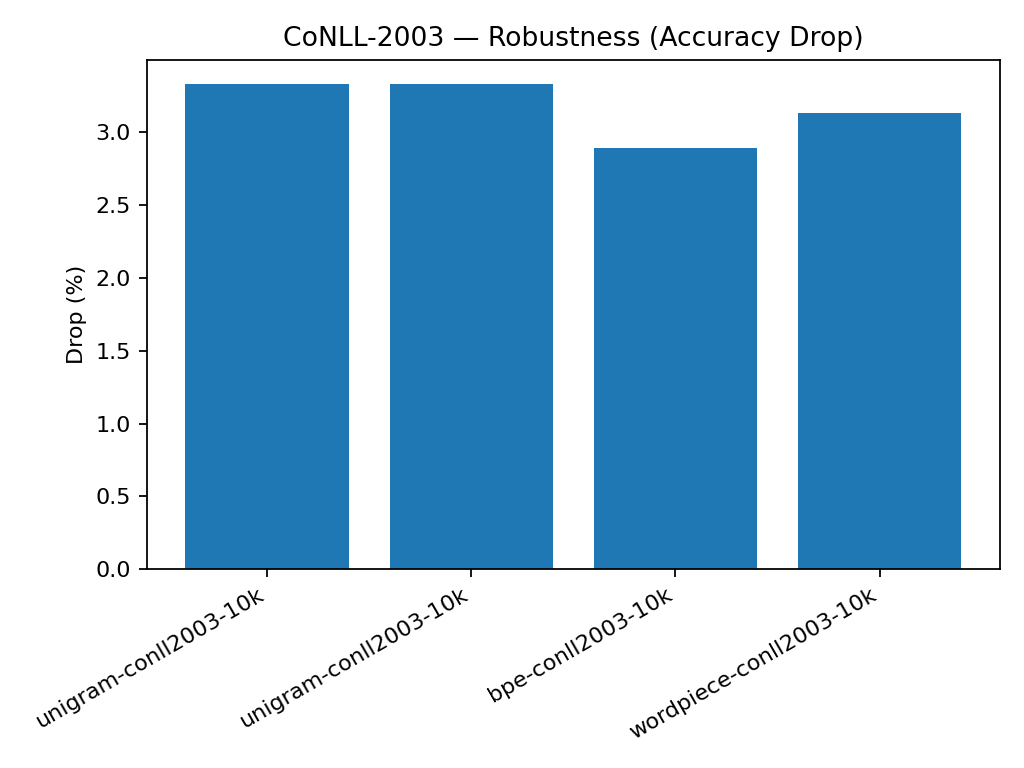 CoNLL-2003 — Robustness (Accuracy Drop)
Drop (%)
3.0
2.5
2.0
1.5
1.0
0.5
0.0
unigram-conll2003-10k
unigram-conll2003-10k
bpe-conll2003-10k
wordpiece-conll2003-10k